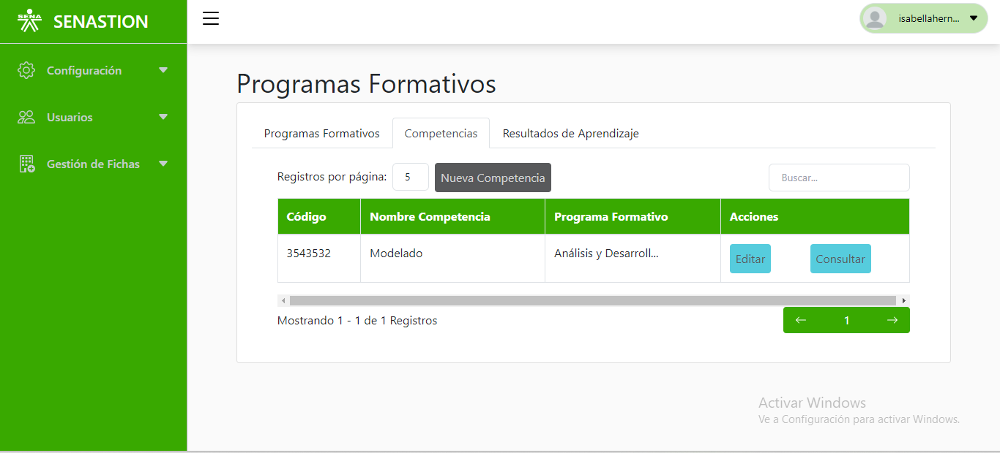 SENA
SENASTION
isabellahern...
Configuración
Usuarios
Gestión de Fichas
Programas Formativos
Programas Formativos Competencias Resultados de Aprendizaje
Registros por página: 5 Nueva Competencia Buscar...
Código Nombre Competencia Programa Formativo Acciones
3543532 Modelado Análisis y Desarroll... Editar Consultar
Mostrando 1 - 1 de 1 Registros ← 1 →
Activar Windows
Ve a Configuración para activar Windows.